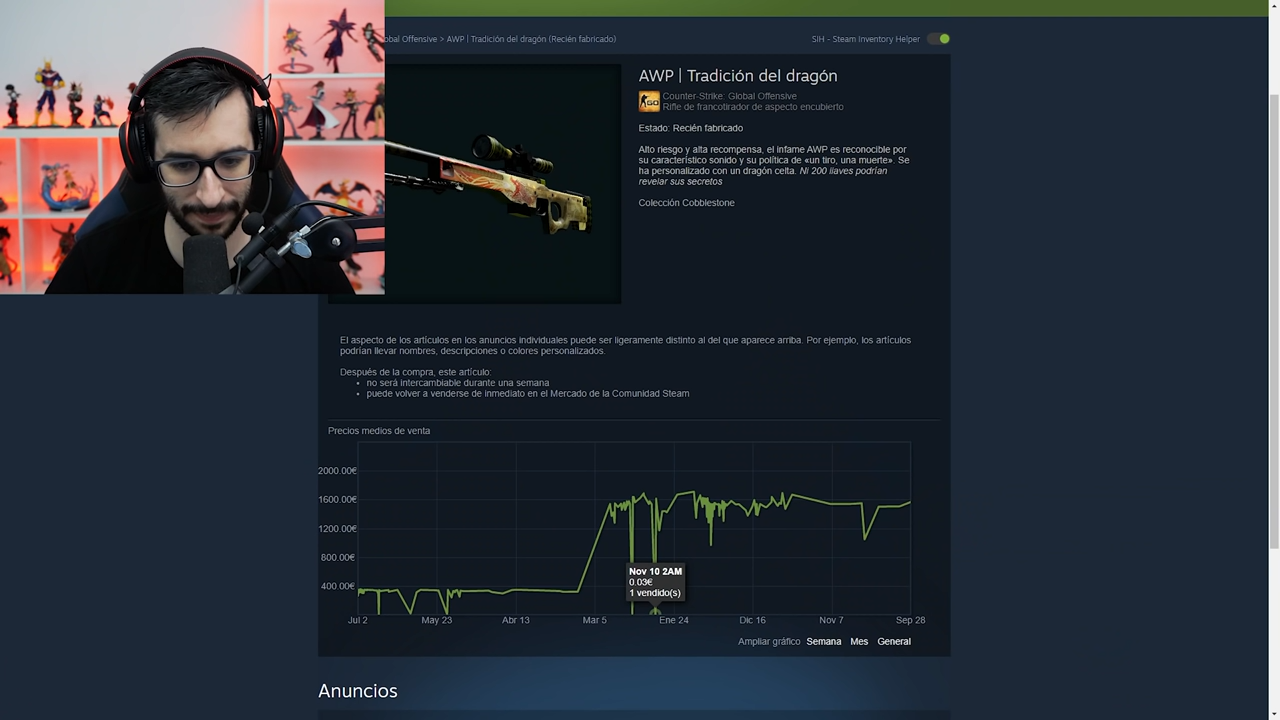 obal Offensive > AWP | Tradición del dragón (Recién fabricado)
SIH - Steam Inventory Helper
AWP | Tradición del dragón
Counter-Strike: Global Offensive
Rifle de francotirador de aspecto encubierto
Estado: Recién fabricado
Alto riesgo y alta recompensa, el infame AWP es reconocible por
su característico sonido y su política de «un tiro, una muerte». Se
ha personalizado con un dragón celta. Ni 200 llaves podrían
revelar sus secretos
Colección Cobblestone
El aspecto de los artículos en los anuncios individuales puede ser ligeramente distinto al del que aparece arriba. Por ejemplo, los artículos
podrían llevar nombres, descripciones o colores personalizados.
Después de la compra, este artículo:
• no será intercambiable durante una semana
• puede volver a venderse de inmediato en el Mercado de la Comunidad Steam
Precios medios de venta
2000.00€
1600.00€
1200.00€
800.00€
400.00€
Nov 10 2AM
0.03€
1 vendido(s)
Jul 2 May 23 Abr 13 Mar 5 Ene 24 Dic 16 Nov 7 Sep 28
Ampliar gráfico Semana Mes General
Anuncios